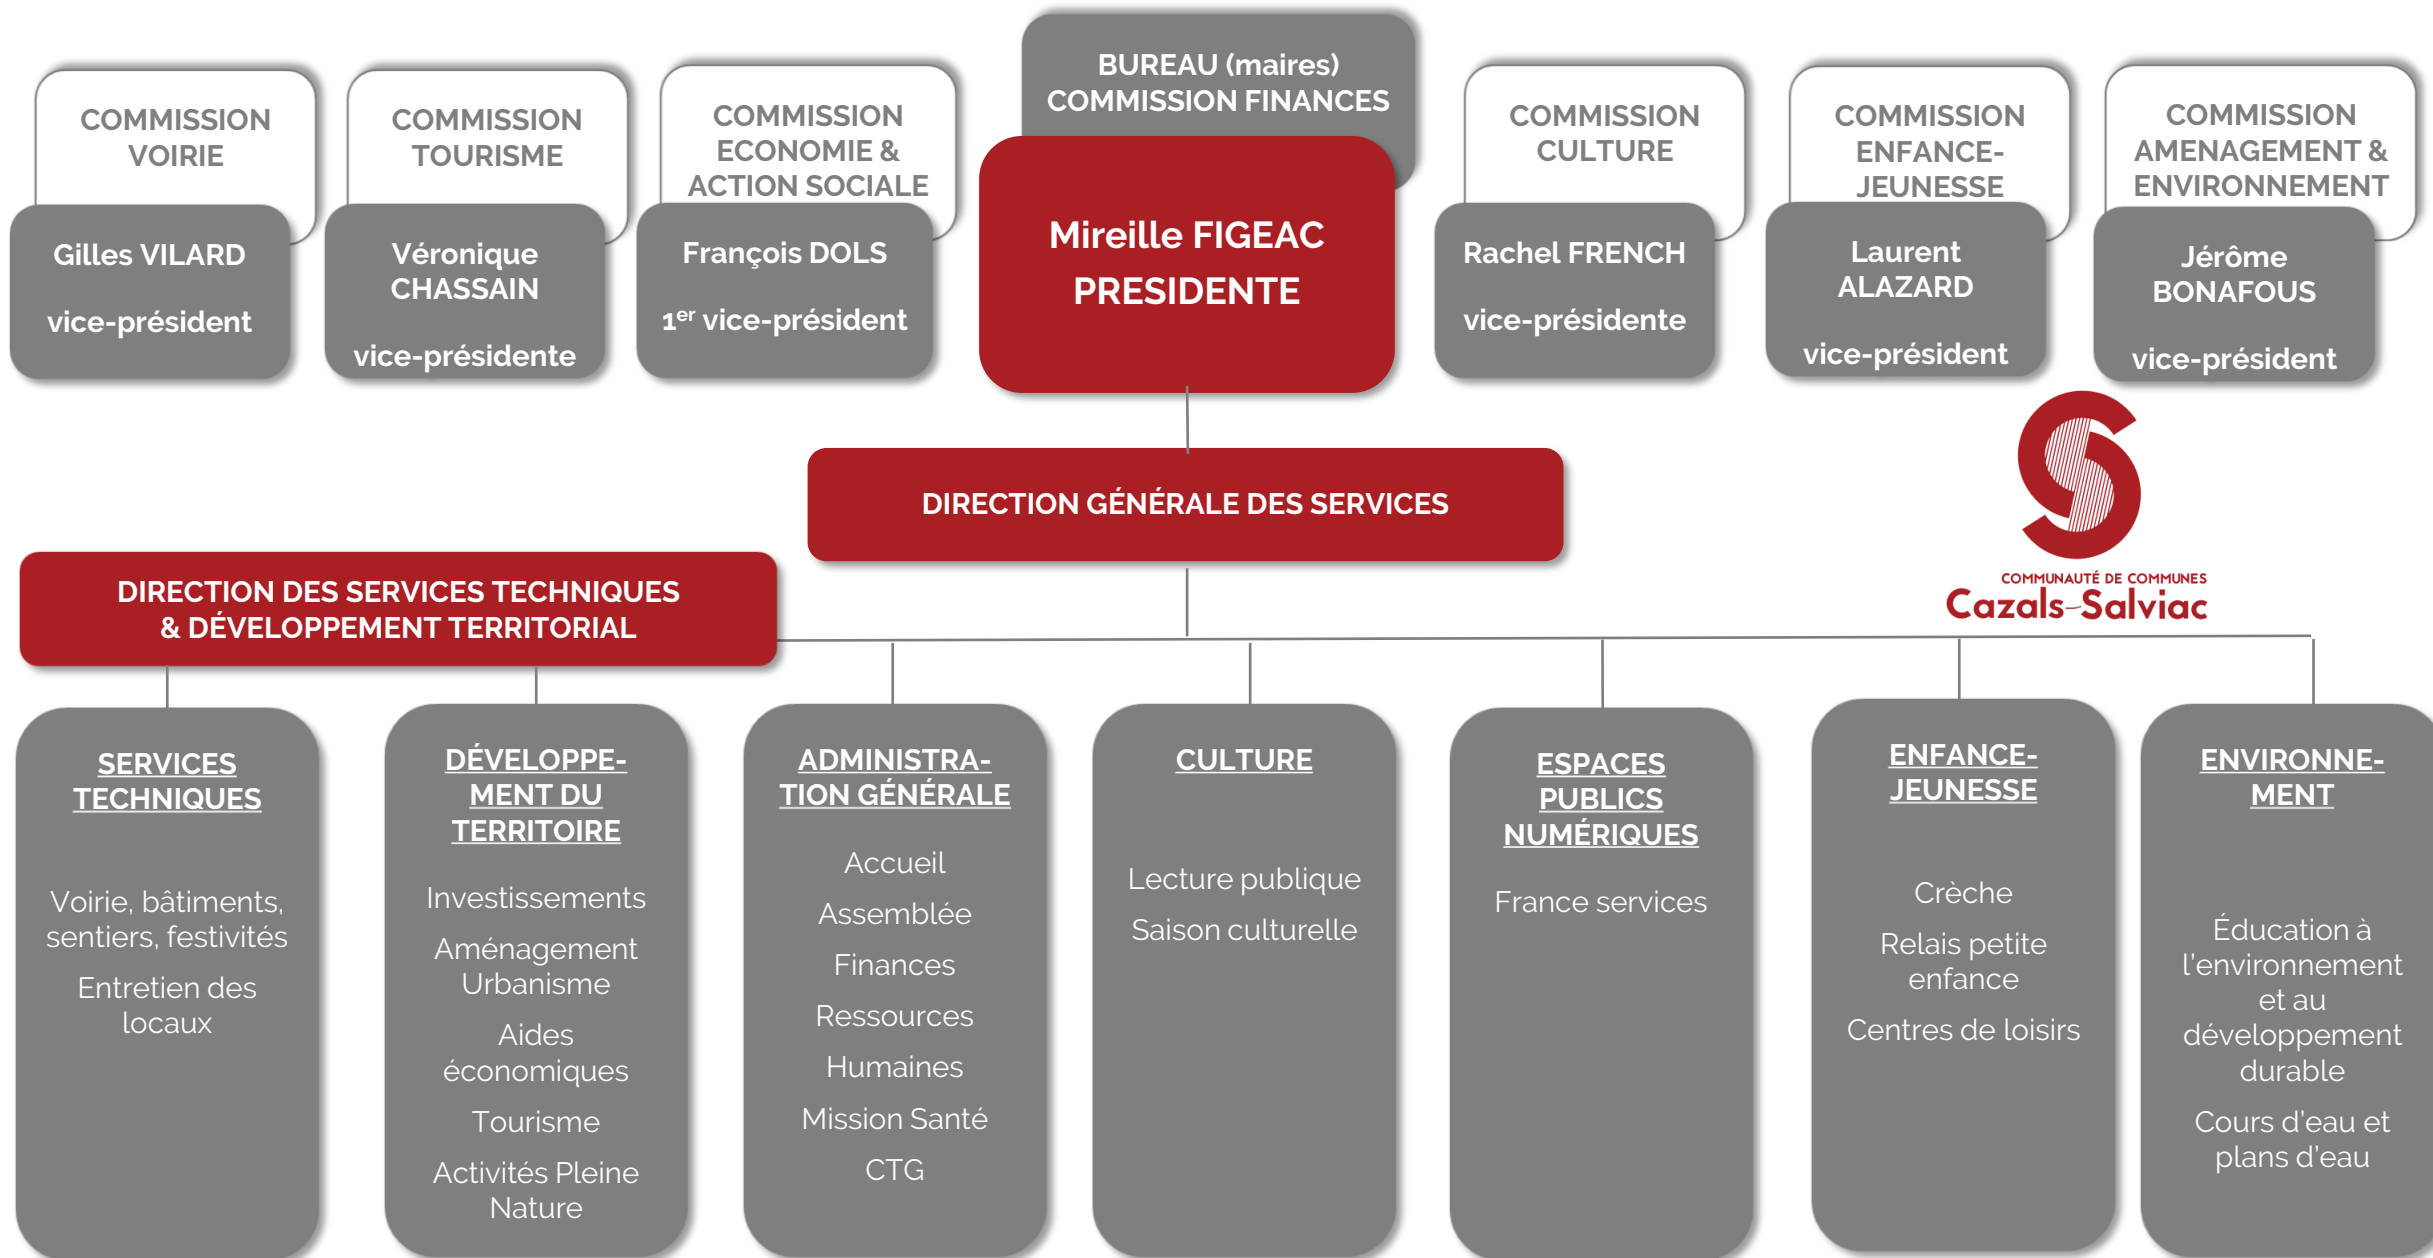 COMMISSION
VOIRIE
Gilles VILARD
vice-président
COMMISSION
TOURISME
Véronique
CHASSAIN
vice-présidente
COMMISSION
ECONOMIE &
ACTION SOCIALE
François DOLS
1er vice-président
BUREAU (maires)
COMMISSION FINANCES
Mireille FIGEAC
PRESIDENTE
COMMISSION
CULTURE
Rachel FRENCH
vice-présidente
COMMISSION
ENFANCE-
JEUNESSE
Laurent
ALAZARD
vice-président
COMMISSION
AMENAGEMENT &
ENVIRONNEMENT
Jérôme
BONAFOUS
vice-président
COMMUNAUTÉ DE COMMUNES
Cazals-Salviac
DIRECTION GÉNÉRALE DES SERVICES
DIRECTION DES SERVICES TECHNIQUES
& DÉVELOPPEMENT TERRITORIAL
SERVICES
TECHNIQUES
Voirie, bâtiments,
sentiers, festivités
Entretien des
locaux
DÉVELOPPE-
MENT DU
TERRITOIRE
Investissements
Aménagement
Urbanisme
Aides
économiques
Tourisme
Activités Pleine
Nature
ADMINISTRA-
TION GÉNÉRALE
Accueil
Assemblée
Finances
Ressources
Humaines
Mission Santé
CTG
CULTURE
Lecture publique
Saison culturelle
ESPACES
PUBLICS
NUMÉRIQUES
France services
ENFANCE-
JEUNESSE
Crèche
Relais petite
enfance
Centres de loisirs
ENVIRONNE-
MENT
Éducation à
l'environnement
et au
développement
durable
Cours d'eau et
plans d'eau